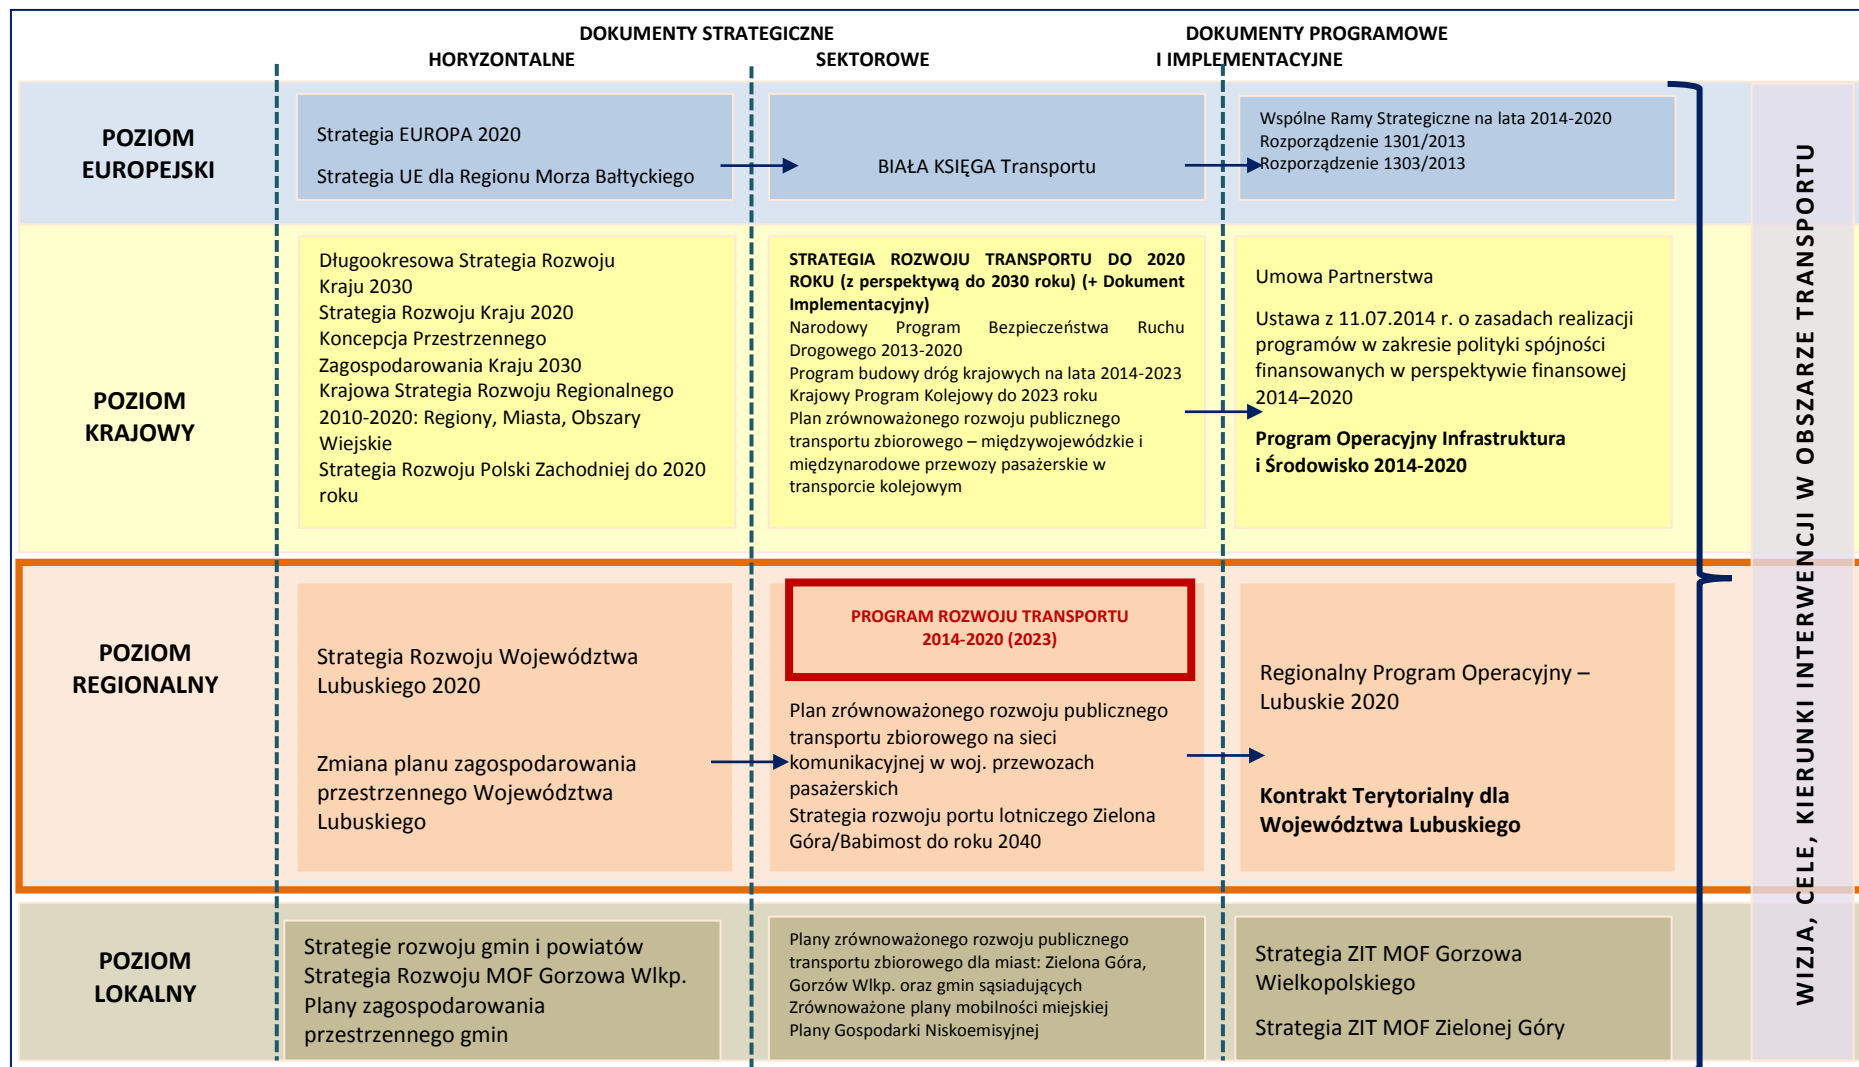 DOKUMENTY STRATEGICZNE
DOKUMENTY PROGRAMOWE
HORYZONTALNE
SEKTOROWE
I IMPLEMENTACYJNE
POZIOM
EUROPEJSKI
Strategia EUROPA 2020
Strategia UE dla Regionu Morza Bałtyckiego
BIAŁA KSIĘGA Transportu
Wspólne Ramy Strategiczne na lata 2014-2020
Rozporządzenie 1301/2013
Rozporządzenie 1303/2013
POZIOM
KRAJOWY
Długookresowa Strategia Rozwoju
Kraju 2030
Strategia Rozwoju Kraju 2020
Koncepcja Przestrzennego
Zagospodarowania Kraju 2030
Krajowa Strategia Rozwoju Regionalnego
2010-2020: Regiony, Miasta, Obszary
Wiejskie
Strategia Rozwoju Polski Zachodniej do 2020
roku
STRATEGIA ROZWOJU TRANSPORTU DO 2020
ROKU (z perspektywą do 2030 roku) (+ Dokument
Implementacyjny)
Narodowy Program Bezpieczeństwa Ruchu
Drogowego 2013-2020
Program budowy dróg krajowych na lata 2014-2023
Krajowy Program Kolejowy do 2023 roku
Plan zrównoważonego rozwoju publicznego
transportu zbiorowego – międzywojewódzkie i
międzynarodowe przewozy pasażerskie w
transporcie kolejowym
Umowa Partnerstwa
Ustawa z 11.07.2014 r. o zasadach realizacji
programów w zakresie polityki spójności
finansowanych w perspektywie finansowej
2014–2020
Program Operacyjny Infrastruktura
i Środowisko 2014-2020
POZIOM
REGIONALNY
Strategia Rozwoju Województwa
Lubuskiego 2020
Zmiana planu zagospodarowania
przestrzennego Województwa
Lubuskiego
PROGRAM ROZWOJU TRANSPORTU
2014-2020 (2023)
Plan zrównoważonego rozwoju publicznego
transportu zbiorowego na sieci
komunikacyjnej w woj. przewozach
pasażerskich
Strategia rozwoju portu lotniczego Zielona
Góra/Babimost do roku 2040
Regionalny Program Operacyjny –
Lubuskie 2020
Kontrakt Terytorialny dla
Województwa Lubuskiego
POZIOM
LOKALNY
Strategie rozwoju gmin i powiatów
Strategia Rozwoju MOF Gorzowa Wlkp.
Plany zagospodarowania
przestrzennego gmin
Plany zrównoważonego rozwoju publicznego
transportu zbiorowego dla miast: Zielona Góra,
Gorzów Wlkp. oraz gmin sąsiadujących
Zrównoważone plany mobilności miejskiej
Plany Gospodarki Niskoemisyjnej
Strategia ZIT MOF Gorzowa
Wielkopolskiego
Strategia ZIT MOF Zielonej Góry
WIZJA, CELE, KIERUNKI INTERWENCJI W OBSZARZE TRANSPORTU